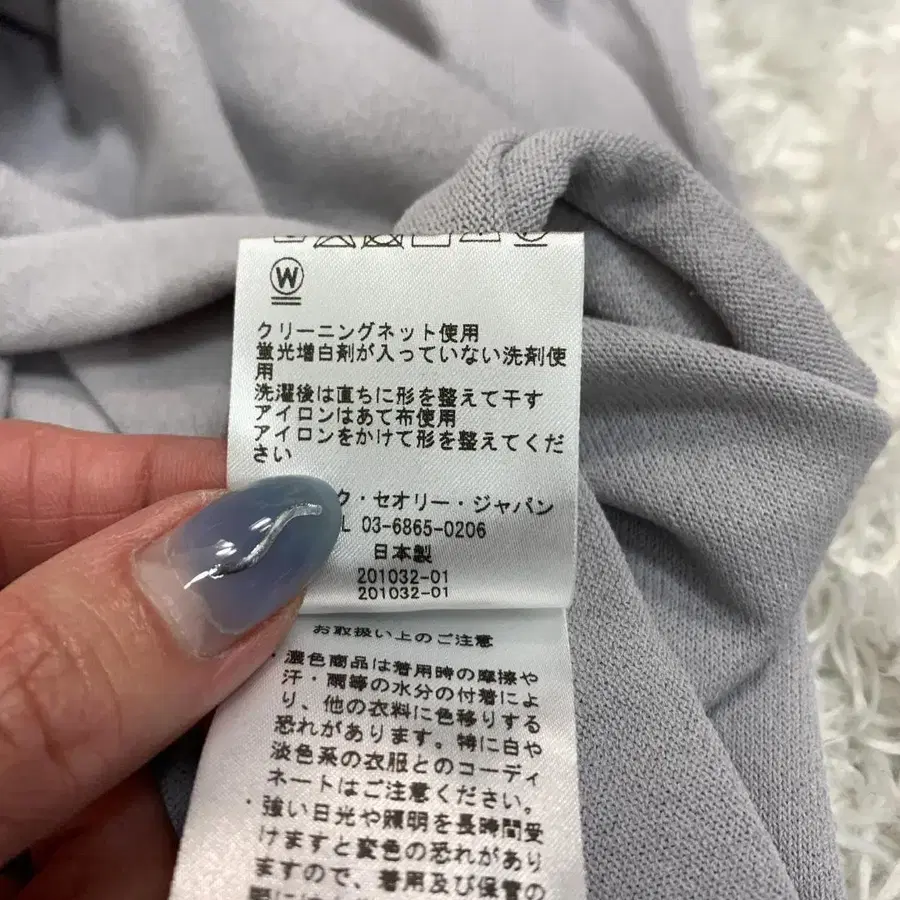 W
クリーニングネット使用
蛍光増白剤が入っていない洗剤使
用
洗濯後は直ちに形を整えて干す
アイロンはあて布使用
アイロンをかけて形を整えてくだ
さい
ク・セオリー・ジャパン
L 03-6865-0206
日本製
201032-01
201032-01
お取扱い上のご注意
・濃色商品は着用時の摩擦や
汗・雨等の水分の付着によ
り、他の衣料に色移りする
恐れがあります。特に白や
淡色系の衣服とのコーディ
ネートはご注意ください。
・強い日光や照明を長時間受
けますと変色の恐れがあり
ますので、着用及び保管の